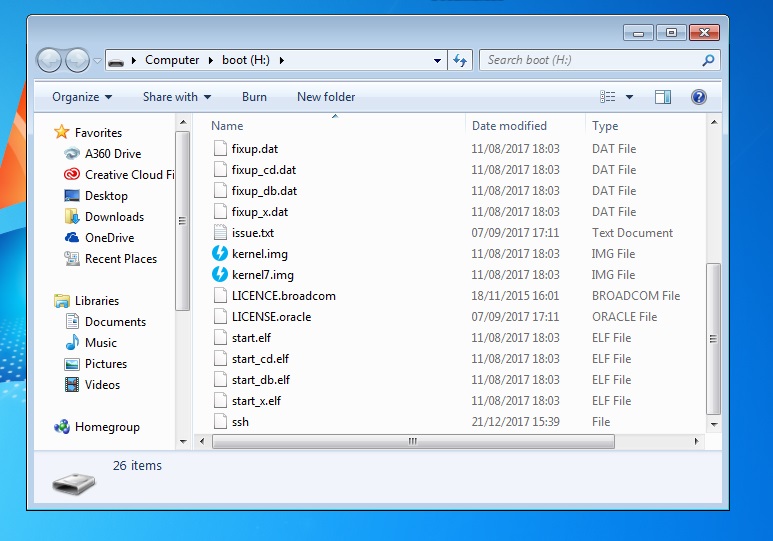 Computer boot (H:)
Search boot (H:)
Organize Share with Burn New folder
Name Date modified Type
Favorites
A360 Drive
Creative Cloud Fi
Desktop
Downloads
OneDrive
Recent Places
Libraries
Documents
Music
Pictures
Videos
Homegroup
fixup.dat 11/08/2017 18:03 DAT File
fixup_cd.dat 11/08/2017 18:03 DAT File
fixup_db.dat 11/08/2017 18:03 DAT File
fixup_x.dat 11/08/2017 18:03 DAT File
issue.txt 07/09/2017 17:11 Text Document
kernel.img 11/08/2017 18:03 IMG File
kernel7.img 11/08/2017 18:03 IMG File
LICENCE.broadcom 18/11/2015 16:01 BROADCOM File
LICENSE.oracle 07/09/2017 17:11 ORACLE File
start.elf 11/08/2017 18:03 ELF File
start_cd.elf 11/08/2017 18:03 ELF File
start_db.elf 11/08/2017 18:03 ELF File
start_x.elf 11/08/2017 18:03 ELF File
ssh 21/12/2017 15:39 File
26 items